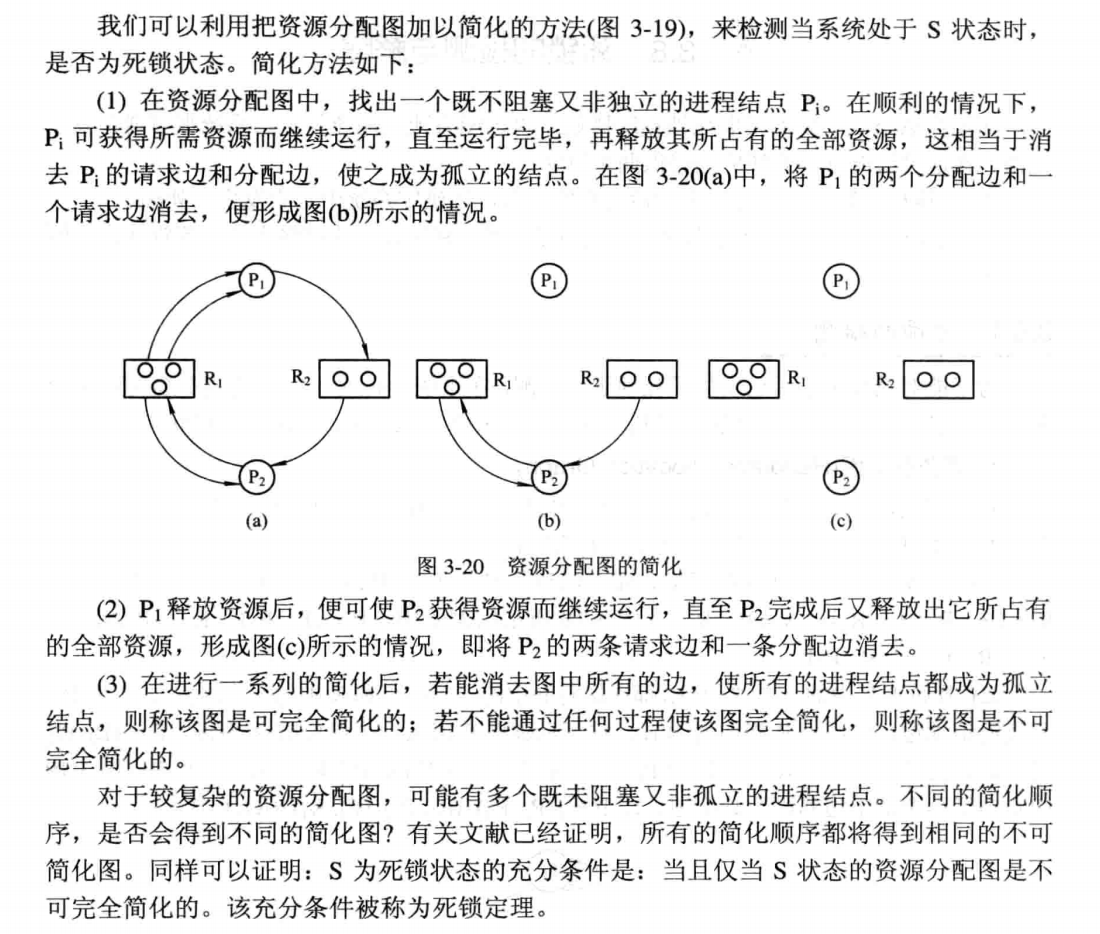 我们可以利用把资源分配图加以简化的方法(图 3-19)，来检测当系统处于 S 状态时，
是否为死锁状态。简化方法如下：
(1) 在资源分配图中，找出一个既不阻塞又非独立的进程结点 Pi。在顺利的情况下，
Pi 可获得所需资源而继续运行，直至运行完毕，再释放其所占有的全部资源，这相当于消
去 Pi 的请求边和分配边，使之成为孤立的结点。在图 3-20(a)中，将 P1 的两个分配边和一
个请求边消去，便形成图(b)所示的情况。
P1 P1 P1
R1 R2 R1 R2 R1 R2
P2 P2 P2
(a) (b) (c)
图 3-20 资源分配图的简化
(2) P1 释放资源后，便可使 P2 获得资源而继续运行，直至 P2 完成后又释放出它所占有
的全部资源，形成图(c)所示的情况，即将 P2 的两条请求边和一条分配边消去。
(3) 在进行一系列的简化后，若能消去图中所有的边，使所有的进程结点都成为孤立
结点，则称该图是可完全简化的；若不能通过任何过程使该图完全简化，则称该图是不可
完全简化的。
对于较复杂的资源分配图，可能有多个既未阻塞又非孤立的进程结点。不同的简化顺
序，是否会得到不同的简化图？有关文献已经证明，所有的简化顺序都将得到相同的不可
简化图。同样可以证明：S 为死锁状态的充分条件是：当且仅当 S 状态的资源分配图是不
可完全简化的。该充分条件被称为死锁定理。